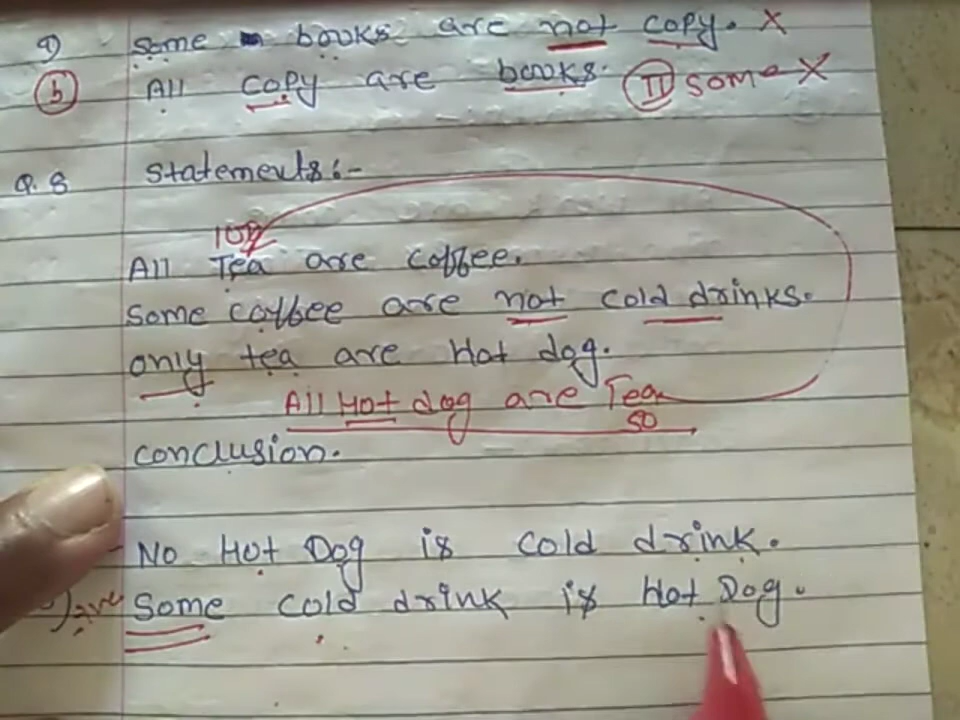 a) Some books are not copy. X
b) All copy are books. II some X
Q.8 Statements:-
100
All Tea are coffee.
Some coffee are not cold drinks.
only tea are Hot dog.
All Hot dog are Tea
50
conclusion.
No Hot Dog is cold drink.
Some cold drink is Hot Dog.